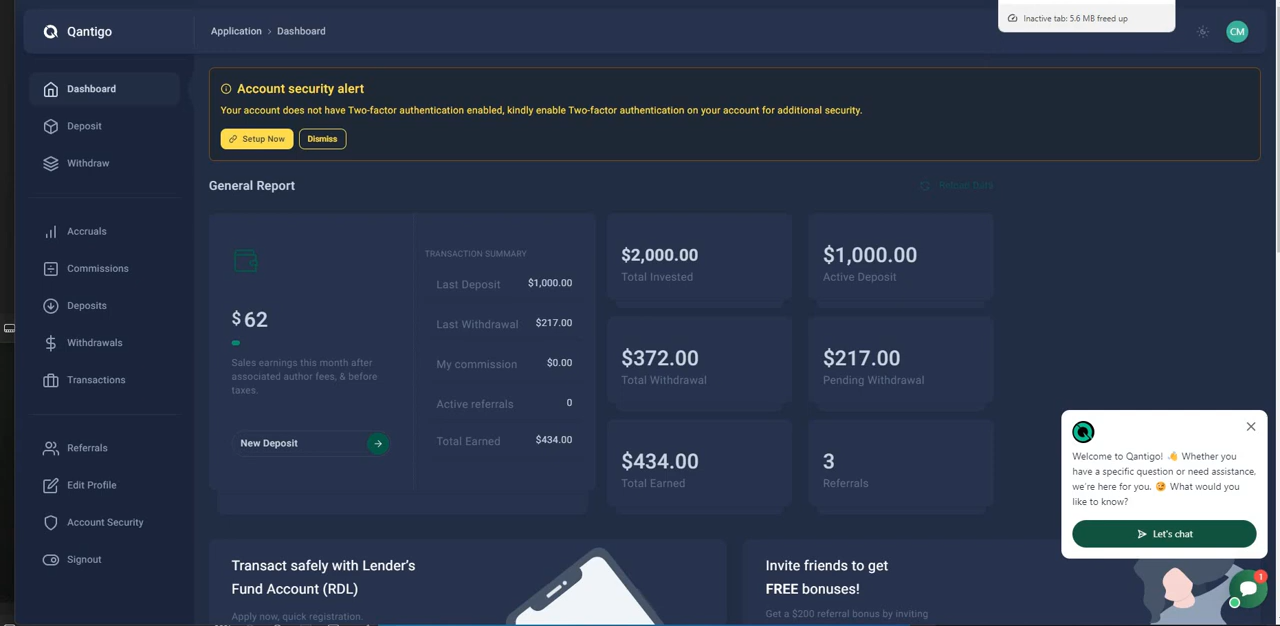 Inactive tab: 5.6 MB freed up
Qantigo
Application > Dashboard
CM
Dashboard
Deposit
Withdraw
Accruals
Commissions
Deposits
Withdrawals
Transactions
Referrals
Edit Profile
Account Security
Signout
Account security alert
Your account does not have Two-factor authentication enabled, kindly enable Two-factor authentication on your account for additional security.
Setup Now
Dismiss
General Report
Reload Data
$ 62
Sales earnings this month after
associated author fees, & before
taxes.
New Deposit
TRANSACTION SUMMARY
Last Deposit $1,000.00
Last Withdrawal $217.00
My commission $0.00
Active referrals 0
Total Earned $434.00
$2,000.00
Total Invested
$1,000.00
Active Deposit
$372.00
Total Withdrawal
$217.00
Pending Withdrawal
$434.00
Total Earned
3
Referrals
Transact safely with Lender's
Fund Account (RDL)
Apply now, quick registration.
Invite friends to get
FREE bonuses!
Get a $200 referral bonus by inviting
Welcome to Qantigo! 👋 Whether you
have a specific question or need assistance,
we're here for you. 🥰 What would you
like to know?
Let's chat
1